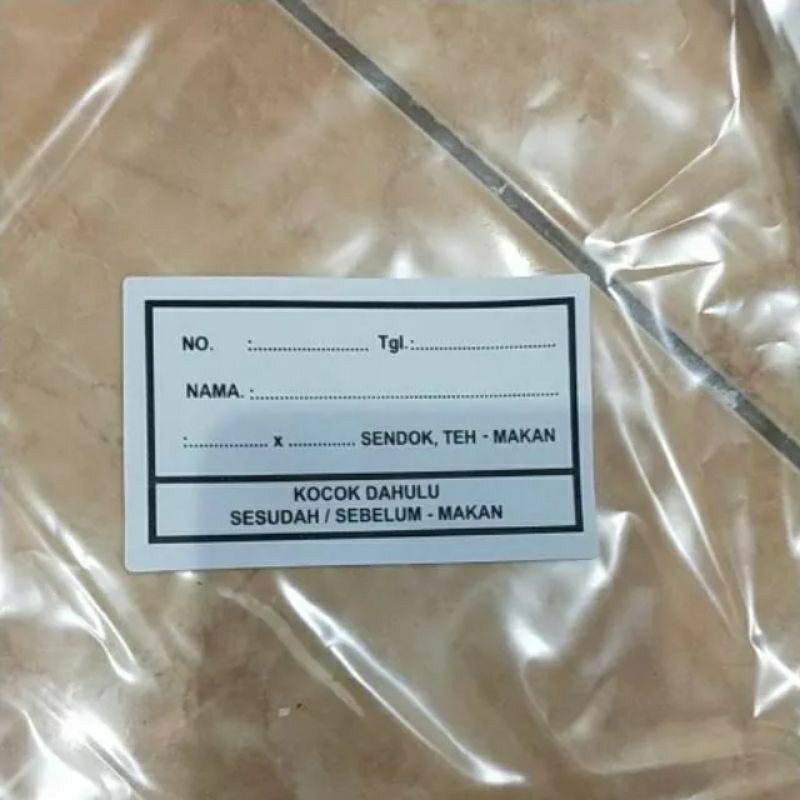 NO. :..................... Tgl.:..........................
NAMA. :.......................................................
:............... x ............ SENDOK, TEH - MAKAN
KOCOK DAHULU
SESUDAH / SEBELUM - MAKAN